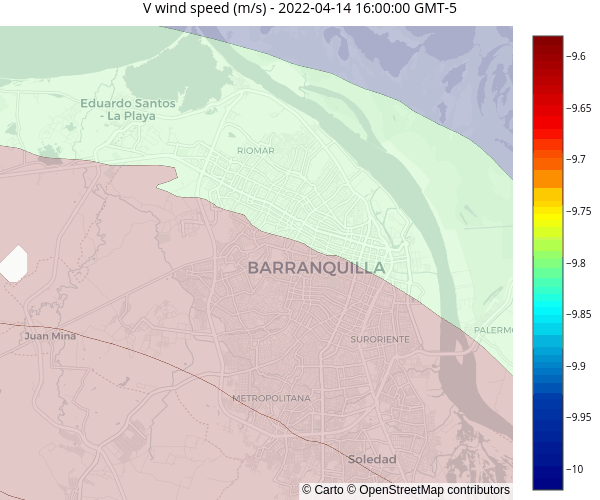 V wind speed (m/s) - 2022-04-14 16:00:00 GMT-5
Eduardo Santos
- La Playa
RIOMAR
BARRANQUILLA
PALERMO
Juan Mina
SURORIENTE
METROPOLITANA
Soledad
© Carto © OpenStreetMap contributors
−9.6
−9.65
−9.7
−9.75
−9.8
−9.85
−9.9
−9.95
−10